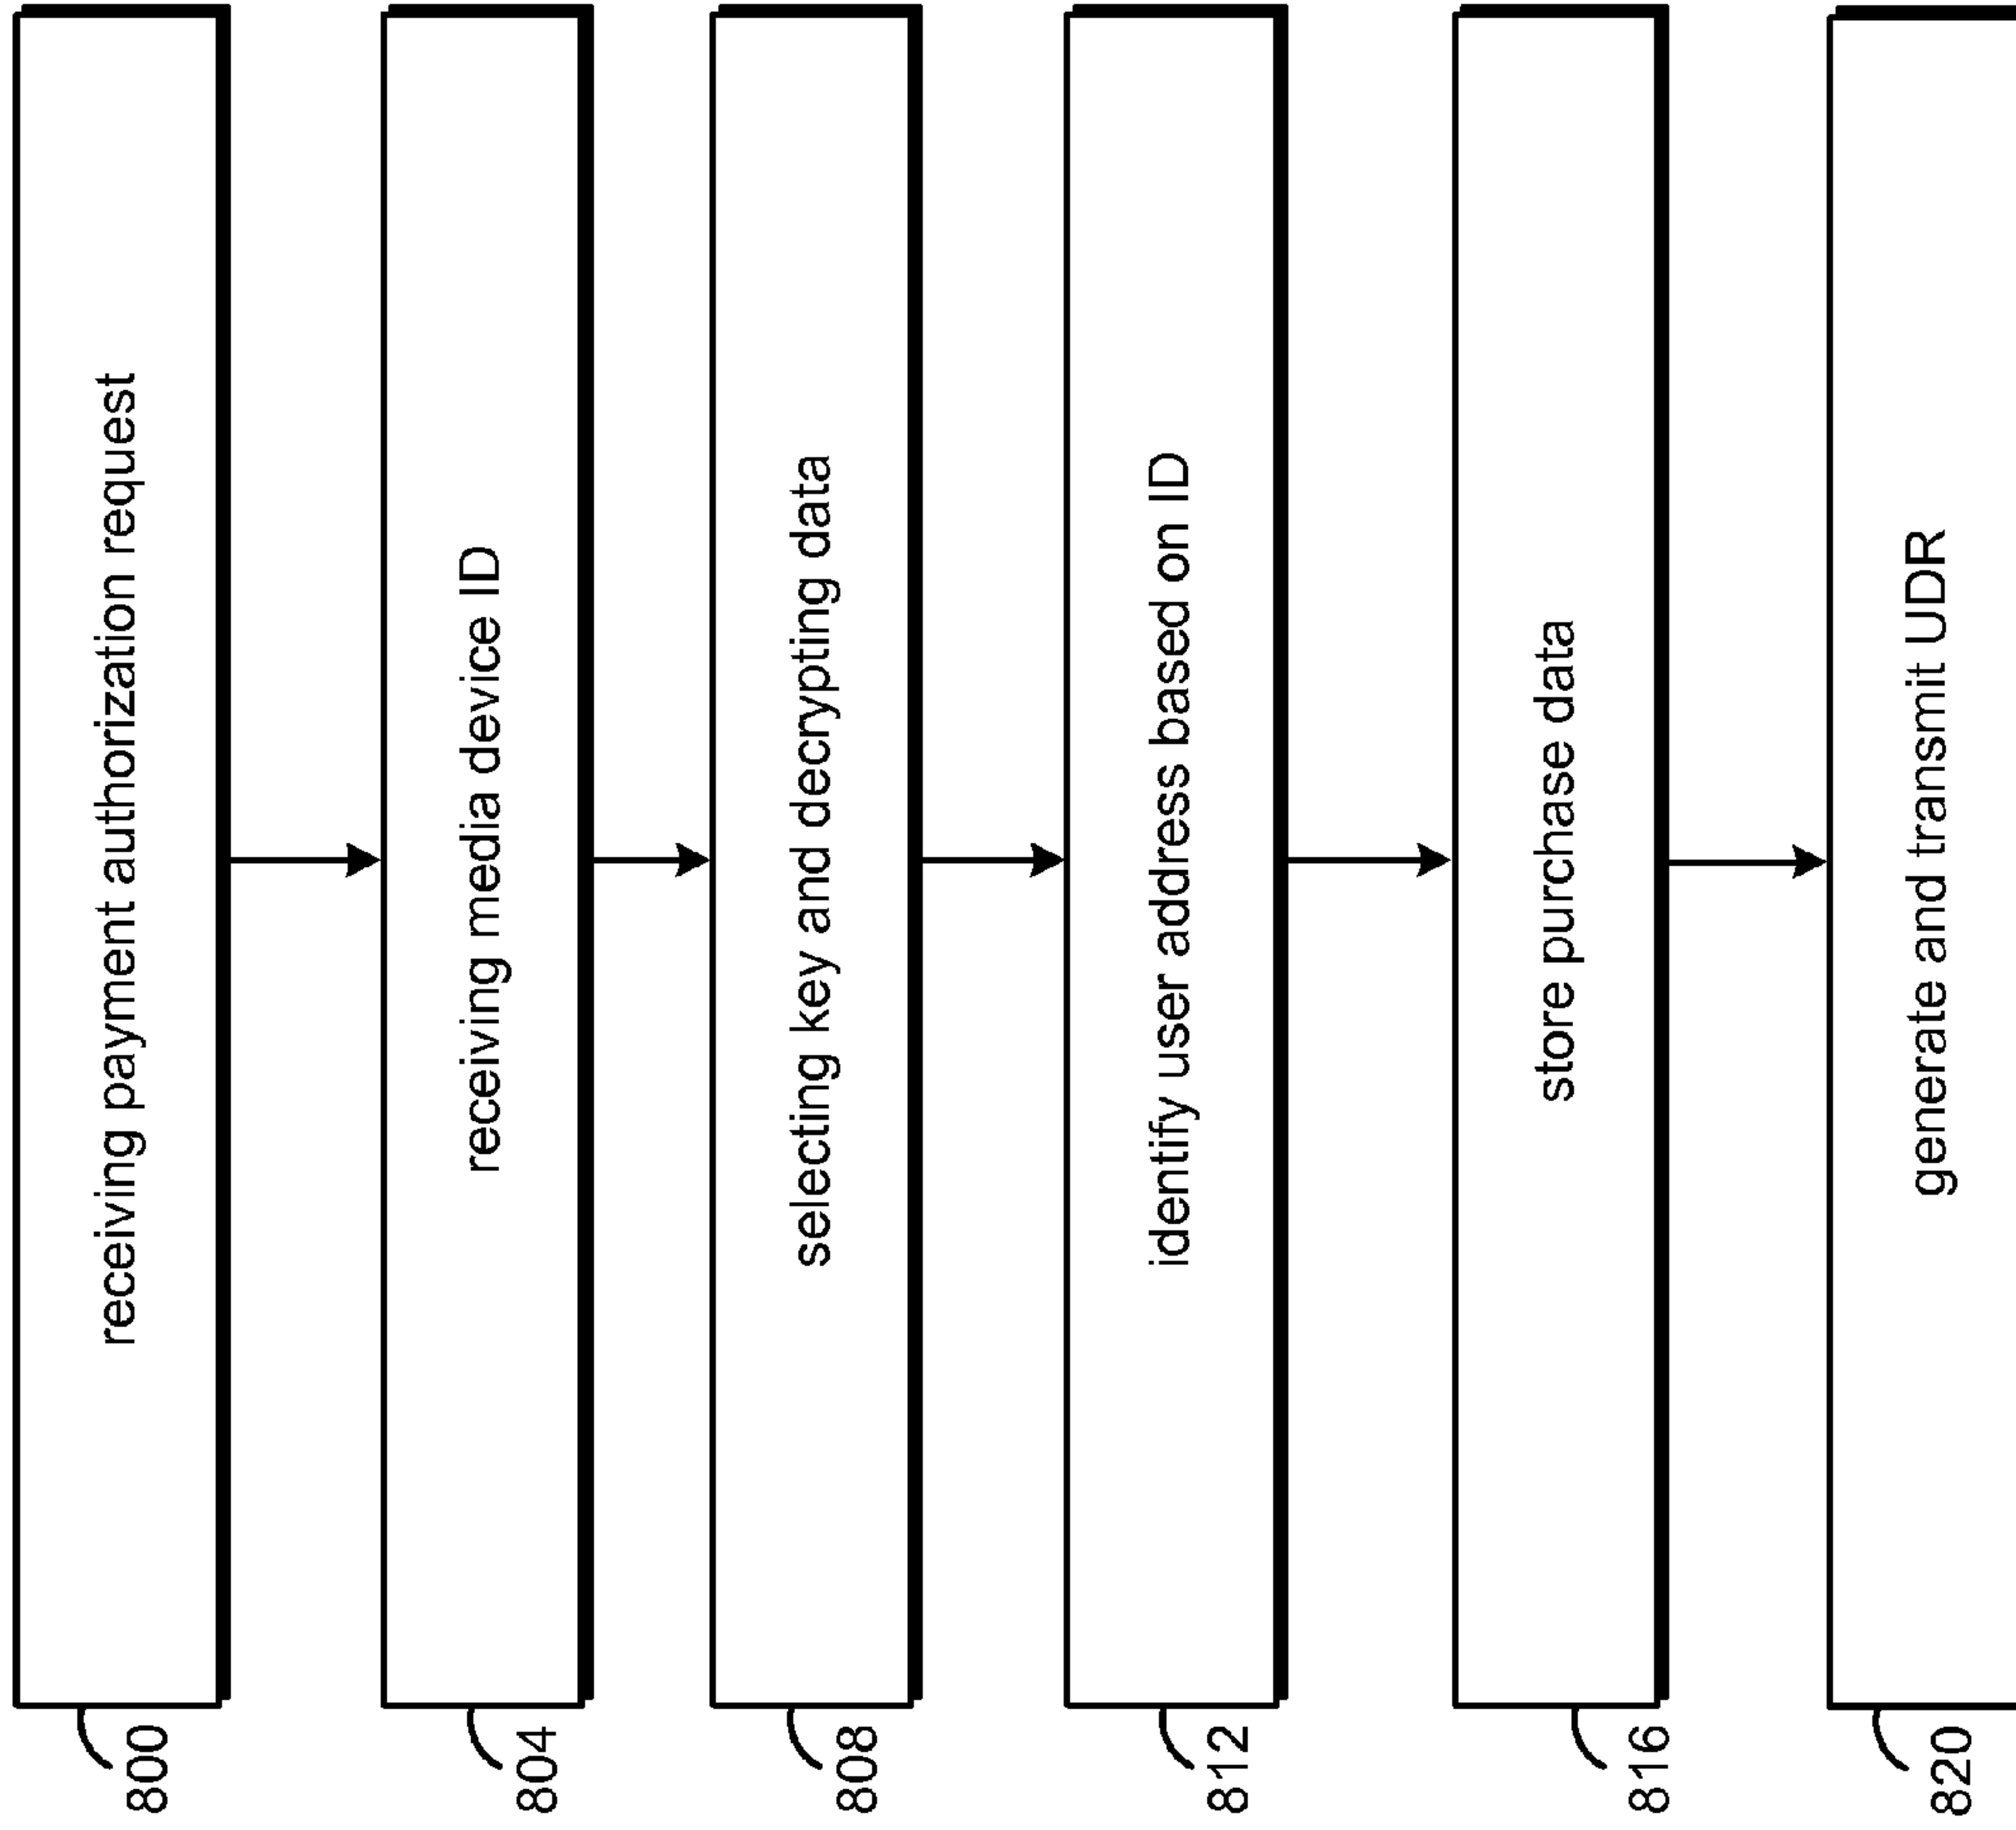 receiving payment authorization request
800
receiving media device ID
804
selecting key and decrypting data
808
identify user address based on ID
812
store purchase data
816
generate and transmit UDR
820